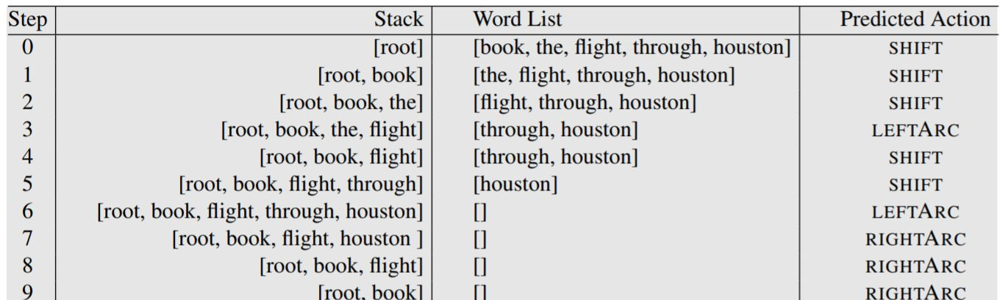 Step Stack Word List Predicted Action
0 [root] [book, the, flight, through, houston] SHIFT
1 [root, book] [the, flight, through, houston] SHIFT
2 [root, book, the] [flight, through, houston] SHIFT
3 [root, book, the, flight] [through, houston] LEFTARC
4 [root, book, flight] [through, houston] SHIFT
5 [root, book, flight, through] [houston] SHIFT
6 [root, book, flight, through, houston] [] LEFTARC
7 [root, book, flight, houston ] [] RIGHTARC
8 [root, book, flight] [] RIGHTARC
9 [root, book] [] RIGHTARC